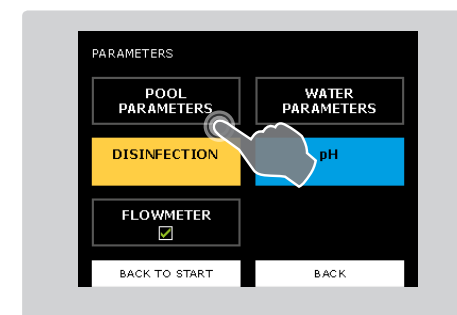 PARAMETERS
POOL WATER
PARAMETERS PARAMETERS
DISINFECTION pH
FLOWMETER
BACK TO START BACK